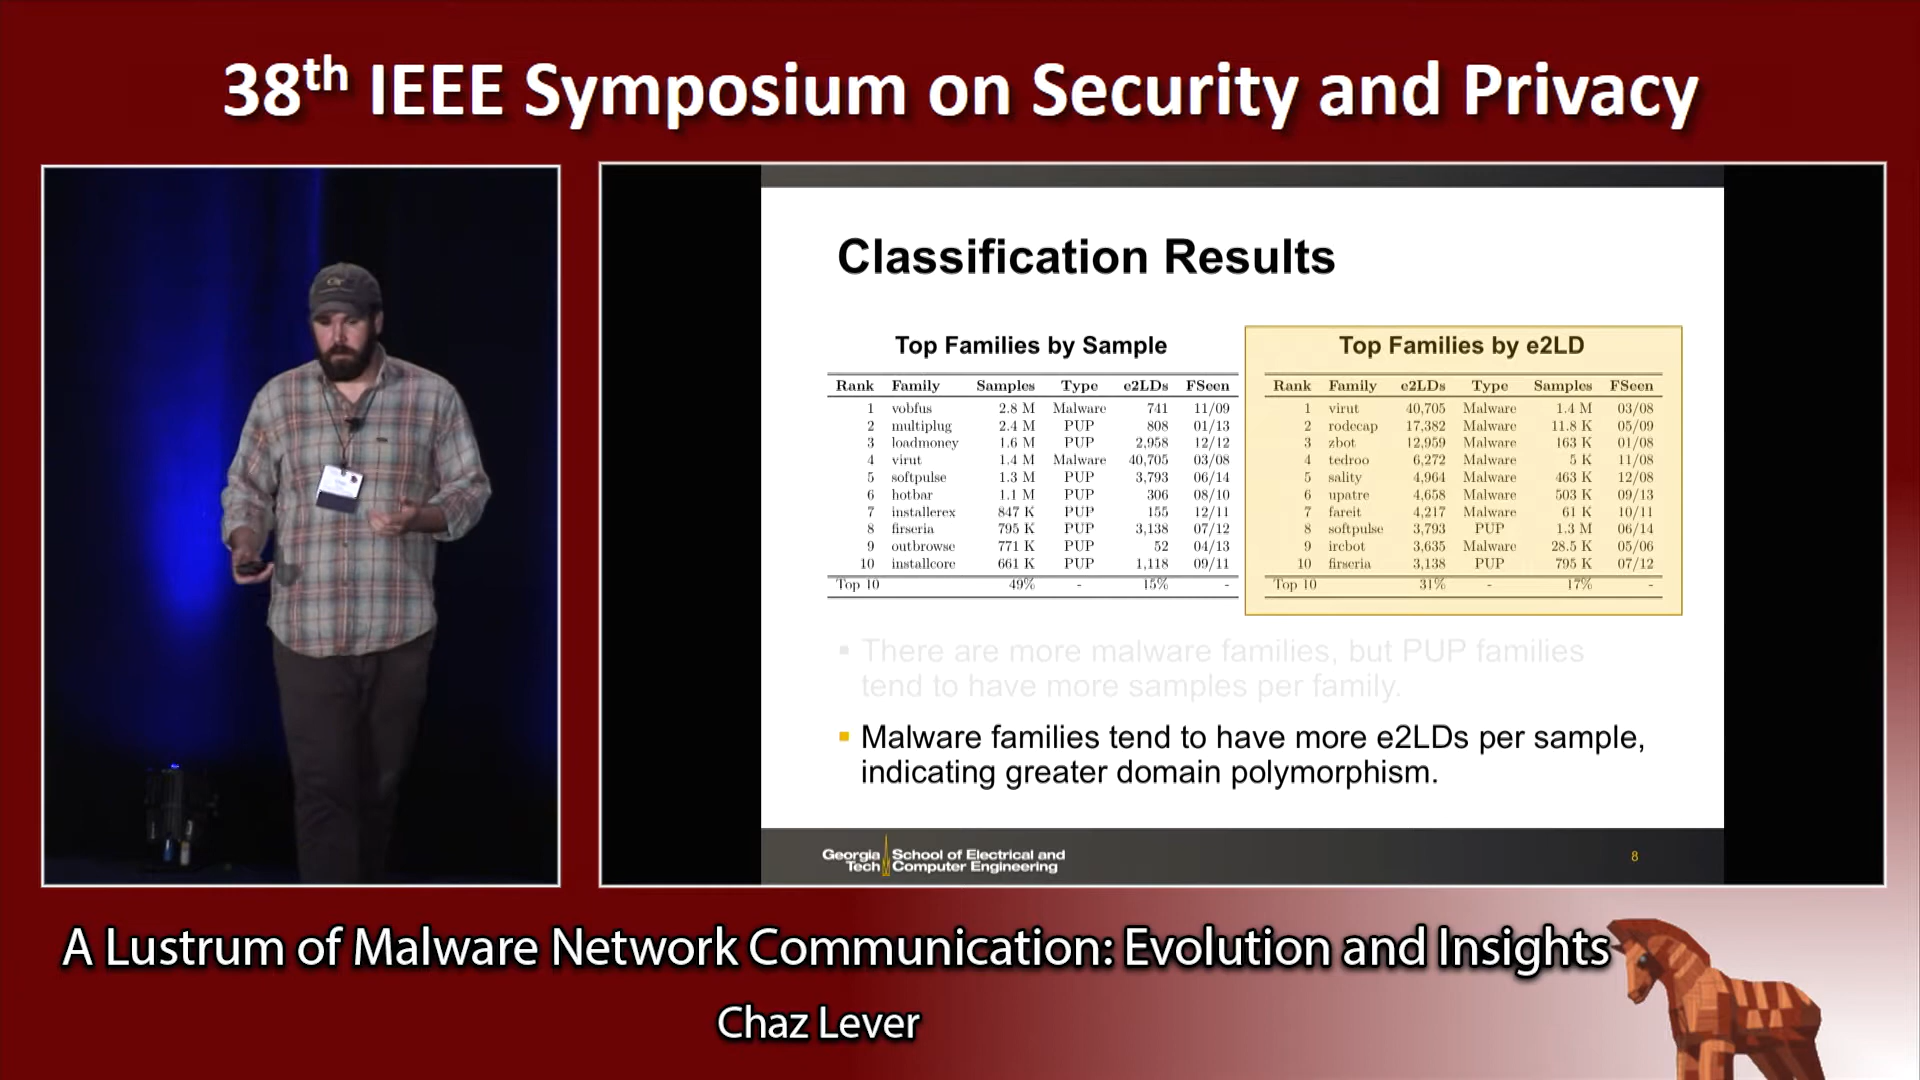 38th IEEE Symposium on Security and Privacy
Classification Results
Top Families by Sample
Rank Family Samples Type e2LDs FSeen
1 vobfus 2.8 M Malware 741 11/09
2 multiplug 2.4 M PUP 808 01/13
3 loadmoney 1.6 M PUP 2,958 12/12
4 virut 1.4 M Malware 40,705 03/08
5 softpulse 1.3 M PUP 3,793 06/14
6 hotbar 1.1 M PUP 306 08/10
7 installerex 847 K PUP 155 12/11
8 firseria 795 K PUP 3,138 07/12
9 outbrowse 771 K PUP 52 04/13
10 installcore 661 K PUP 1,118 09/11
Top 10 49% - 15% -
Top Families by e2LD
Rank Family e2LDs Type Samples FSeen
1 virut 40,705 Malware 1.4 M 03/08
2 rodecap 17,382 Malware 11.8 K 05/09
3 zbot 12,959 Malware 163 K 01/08
4 tedroo 6,272 Malware 5 K 11/08
5 sality 4,964 Malware 463 K 12/08
6 upatre 4,658 Malware 503 K 09/13
7 fareit 4,217 Malware 61 K 10/11
8 softpulse 3,793 PUP 1.3 M 06/14
9 ircbot 3,635 Malware 28.5 K 05/06
10 firseria 3,138 PUP 795 K 07/12
Top 10 31% - 17% -
There are more malware families, but PUP families
tend to have more samples per family.
Malware families tend to have more e2LDs per sample,
indicating greater domain polymorphism.
Georgia Tech
School of Electrical and
Computer Engineering
8
A Lustrum of Malware Network Communication: Evolution and Insights
Chaz Lever